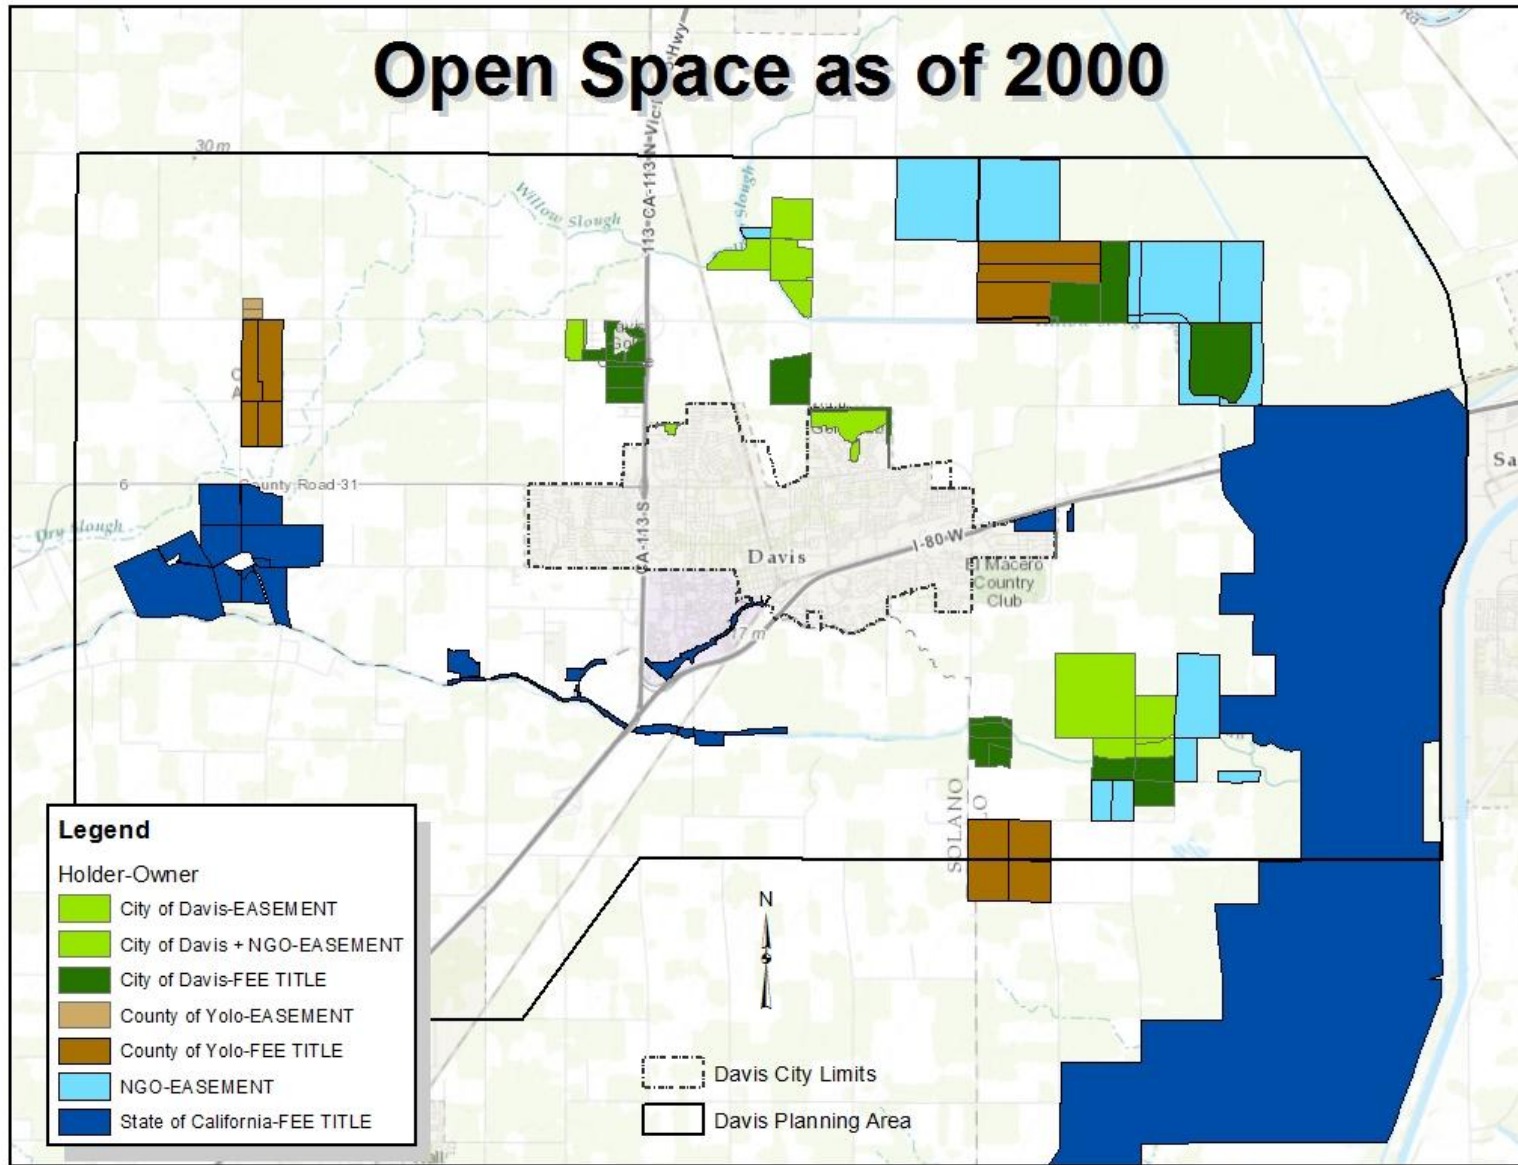 Open Space as of 2000
30 m
Willow Slough
Slough
113-CA-113-N-Vic
Hwy
Rd
County Road-31
6
Dry Slough
CA-113-S
Davis
I-80-W
El Macero
Country
Club
17 m
Sa
SOLANO
LO
Legend
Holder-Owner
City of Davis-EASEMENT
City of Davis + NGO-EASEMENT
City of Davis-FEE TITLE
County of Yolo-EASEMENT
County of Yolo-FEE TITLE
NGO-EASEMENT
State of California-FEE TITLE
N
Davis City Limits
Davis Planning Area